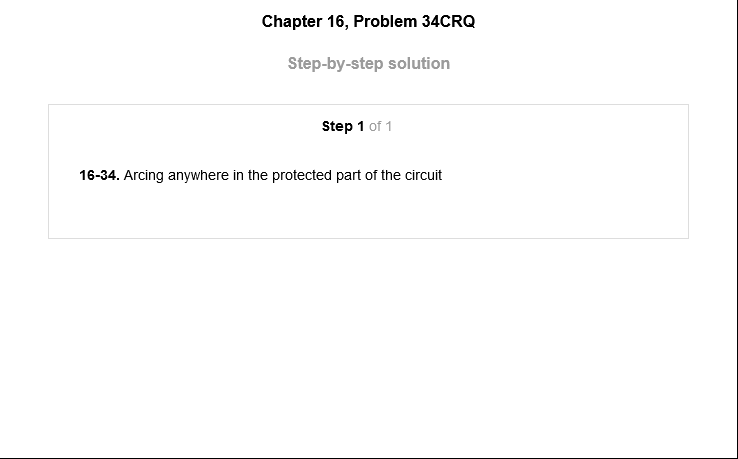 Chapter 16, Problem 34CRQ
Step-by-step solution
Step 1 of 1
16-34. Arcing anywhere in the protected part of the circuit